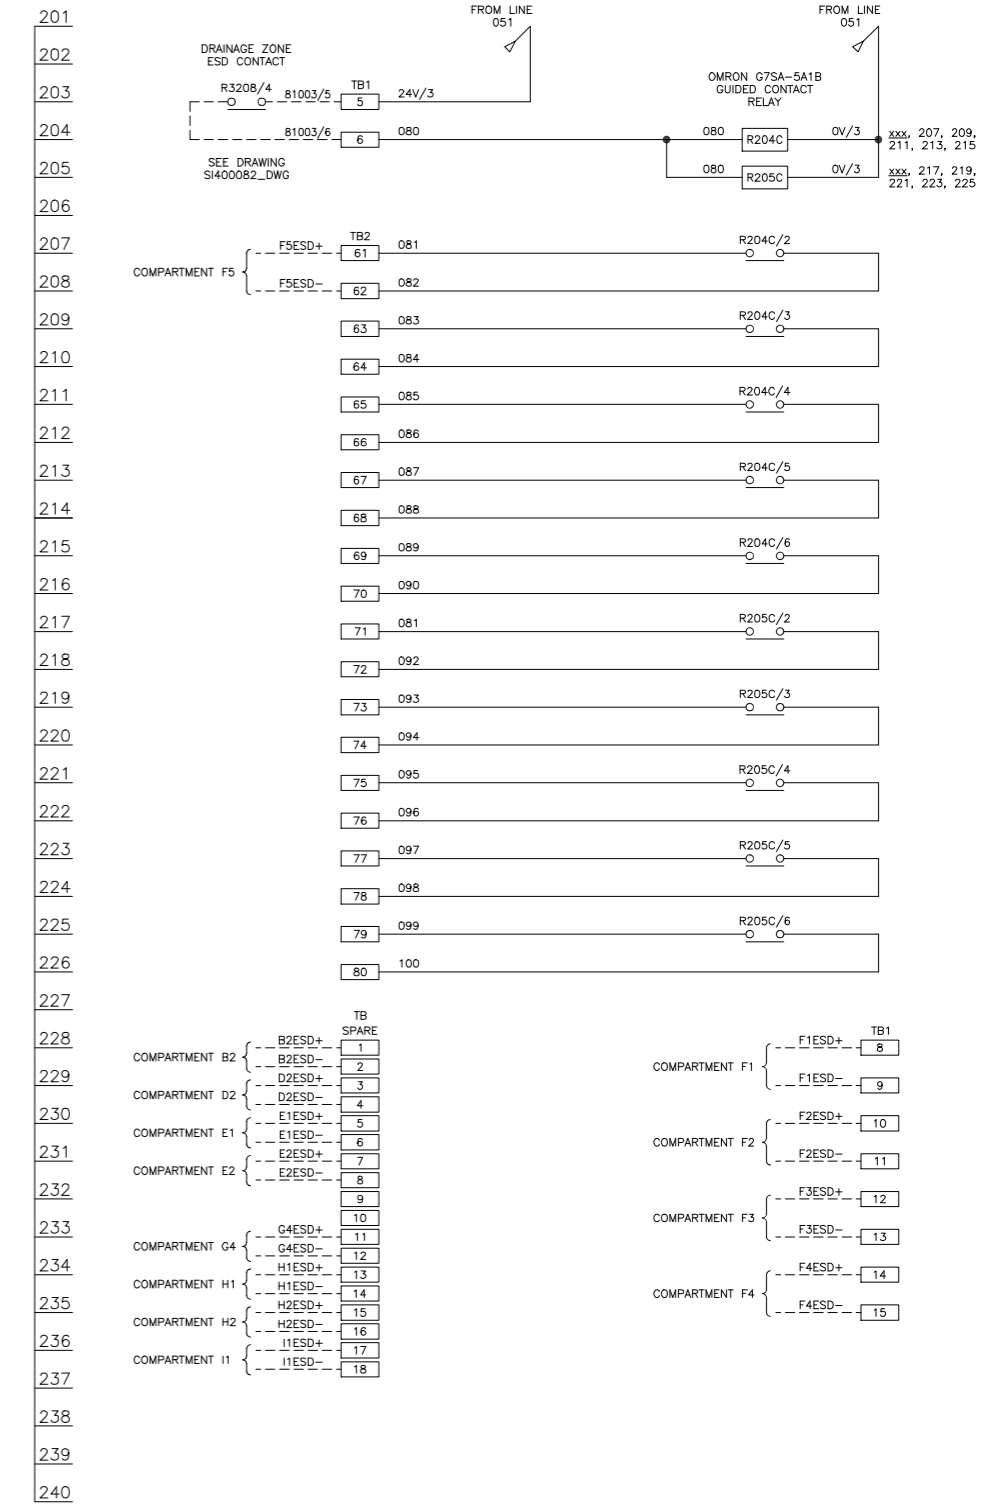 201
FROM LINE
051
FROM LINE
051
202
DRAINAGE ZONE
ESD CONTACT
203
R3208/4
81003/5
TB1
5
24V/3
OMRON G7SA-5A1B
GUIDED CONTACT
RELAY
204
81003/6
6
080
080
R204C
0V/3
xxx, 207, 209,
211, 213, 215
205
SEE DRAWING
SI400082_DWG
080
R205C
0V/3
xxx, 217, 219,
221, 223, 225
206
207
COMPARTMENT F5
F5ESD+
TB2
61
081
R204C/2
208
F5ESD-
62
082
209
63
083
R204C/3
210
64
084
211
65
085
R204C/4
212
66
086
213
67
087
R204C/5
214
68
088
215
69
089
R204C/6
216
70
090
217
71
081
R205C/2
218
72
092
219
73
093
R205C/3
220
74
094
221
75
095
R205C/4
222
76
096
223
77
097
R205C/5
224
78
098
225
79
099
R205C/6
226
80
100
227
TB
SPARE
TB1
228
COMPARTMENT B2
B2ESD+
1
B2ESD-
2
COMPARTMENT F1
F1ESD+
8
229
COMPARTMENT D2
D2ESD+
3
D2ESD-
4
F1ESD-
9
230
COMPARTMENT E1
E1ESD+
5
E1ESD-
6
COMPARTMENT F2
F2ESD+
10
231
COMPARTMENT E2
E2ESD+
7
E2ESD-
8
F2ESD-
11
232
9
10
COMPARTMENT F3
F3ESD+
12
233
COMPARTMENT G4
G4ESD+
11
G4ESD-
12
F3ESD-
13
234
COMPARTMENT H1
H1ESD+
13
H1ESD-
14
COMPARTMENT F4
F4ESD+
14
235
COMPARTMENT H2
H2ESD+
15
H2ESD-
16
F4ESD-
15
236
COMPARTMENT I1
I1ESD+
17
I1ESD-
18
237
238
239
240